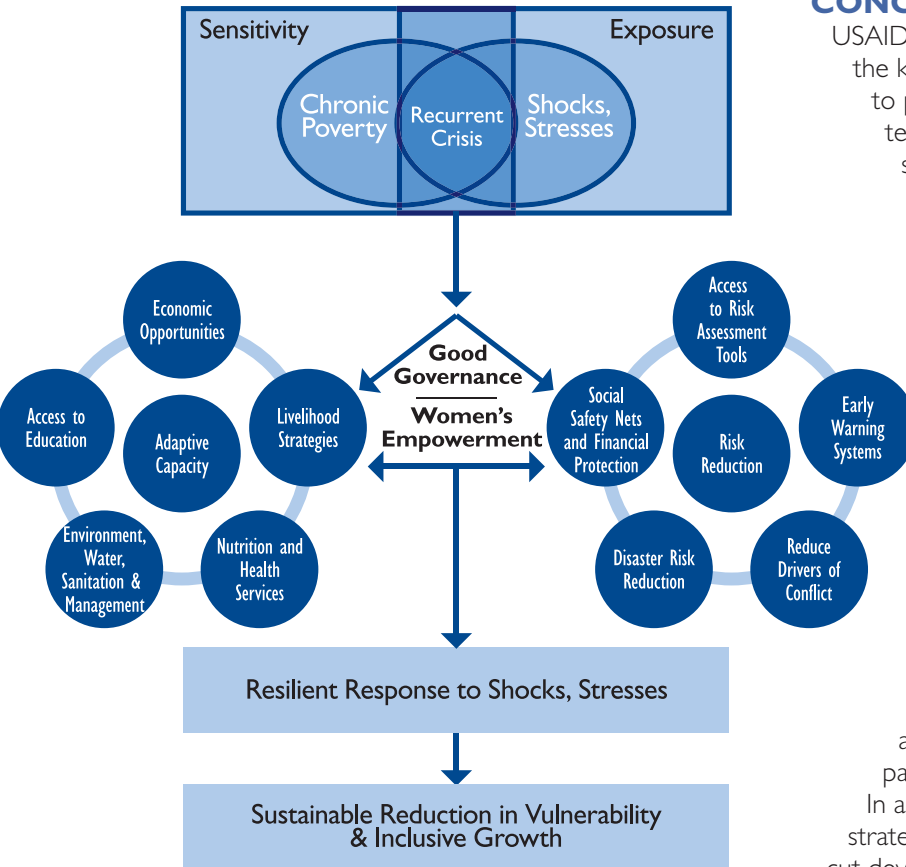 Sensitivity
Exposure
Chronic
Poverty
Recurrent
Crisis
Shocks,
Stresses
Economic
Opportunities
Access to
Education
Adaptive
Capacity
Livelihood
Strategies
Environment,
Water,
Sanitation &
Management
Nutrition and
Health
Services
Good
Governance
Women's
Empowerment
Access
to Risk
Assessment
Tools
Social
Safety Nets
and Financial
Protection
Risk
Reduction
Early
Warning
Systems
Disaster Risk
Reduction
Reduce
Drivers of
Conflict
Resilient Response to Shocks, Stresses
Sustainable Reduction in Vulnerability
& Inclusive Growth
USAID
the
to
In